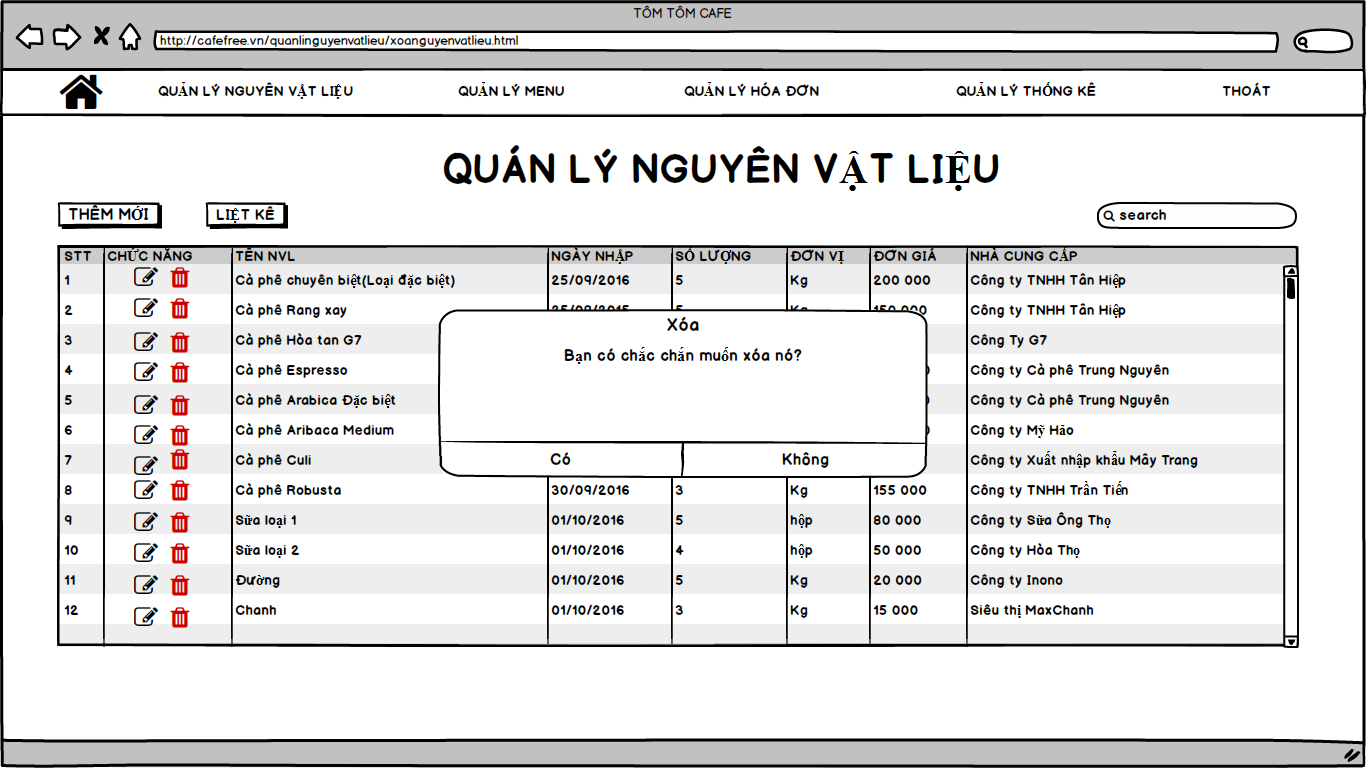 TÔM TÔM CAFE
http://cafefree.vn/quanlinguyenvatlieu/xoanguyenvatlieu.html
QUẢN LÝ NGUYÊN VẬT LIỆU QUẢN LÝ MENU QUẢN LÝ HÓA ĐƠN QUẢN LÝ THỐNG KÊ THOÁT
QUÁN LÝ NGUYÊN VẬT LIỆU
THÊM MỚI LIỆT KÊ search
STT CHỨC NĂNG TÊN NVL NGÀY NHẬP SỐ LƯỢNG ĐƠN VỊ ĐƠN GIÁ NHÀ CUNG CẤP
1 Cà phê chuyên biệt(Loại đặc biệt) 25/09/2016 5 Kg 200 000 Công ty TNHH Tân Hiệp
2 Cà phê Rang xay Công ty TNHH Tân Hiệp
3 Cà phê Hòa tan G7 Công Ty G7
4 Cà phê Espresso Công ty Cà phê Trung Nguyên
5 Cà phê Arabica Đặc biệt Công ty Cà phê Trung Nguyên
6 Cà phê Aribaca Medium Công ty Mỹ Hảo
7 Cà phê Culi Công ty Xuất nhập khẩu Mây Trang
8 Cà phê Robusta 30/09/2016 3 Kg 155 000 Công ty TNHH Trần Tiến
9 Sữa loại 1 01/10/2016 5 hộp 80 000 Công ty Sữa Ông Thọ
10 Sữa loại 2 01/10/2016 4 hộp 50 000 Công ty Hòa Thọ
11 Đường 01/10/2016 5 Kg 20 000 Công ty Inono
12 Chanh 01/10/2016 3 Kg 15 000 Siêu thị MaxChanh
Xóa
Bạn có chắc chắn muốn xóa nó?
Có Không